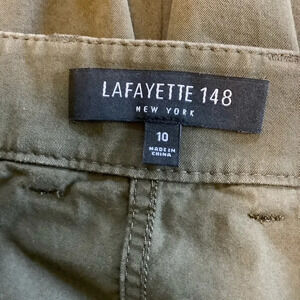 LAFAYETTE 148
NEW YORK
10
MADE IN
CHINA